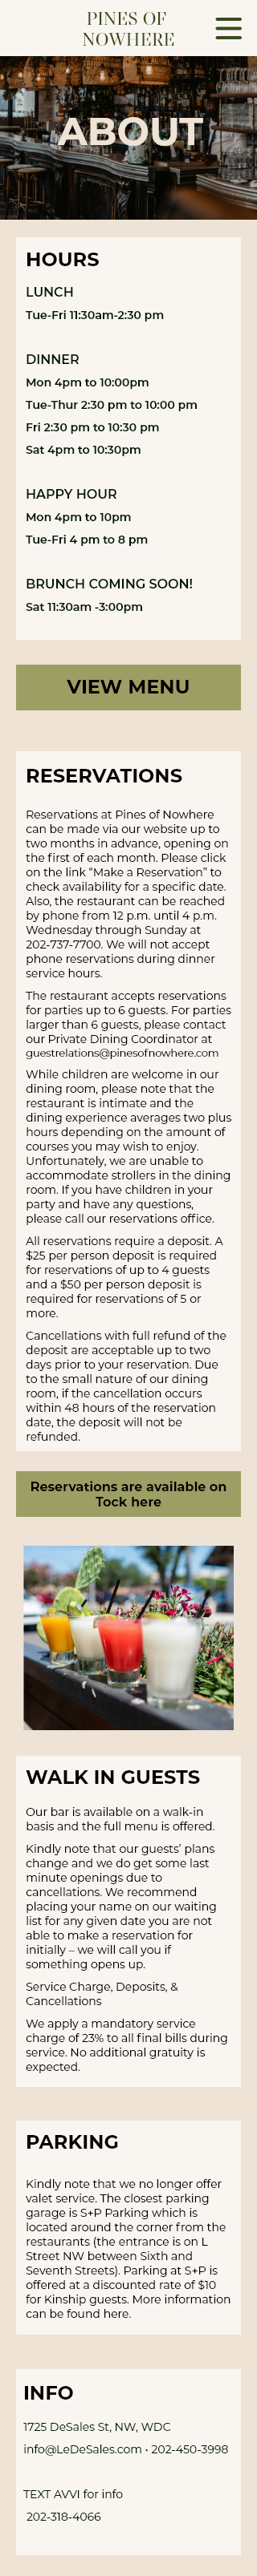 PINES OF
NOWHERE
ABOUT
HOURS
LUNCH
Tue-Fri 11:30am-2:30 pm
DINNER
Mon 4pm to 10:00pm
Tue-Thur 2:30 pm to 10:00 pm
Fri 2:30 pm to 10:30 pm
Sat 4pm to 10:30pm
HAPPY HOUR
Mon 4pm to 10pm
Tue-Fri 4 pm to 8 pm
BRUNCH COMING SOON!
Sat 11:30am -3:00pm
VIEW MENU
RESERVATIONS
Reservations at Pines of Nowhere
can be made via our website up to
two months in advance, opening on
the first of each month. Please click
on the link “Make a Reservation” to
check availability for a specific date.
Also, the restaurant can be reached
by phone from 12 p.m. until 4 p.m.
Wednesday through Sunday at
202-737-7700. We will not accept
phone reservations during dinner
service hours.
The restaurant accepts reservations
for parties up to 6 guests. For parties
larger than 6 guests, please contact
our Private Dining Coordinator at
guestrelations@pinesofnowhere.com
While children are welcome in our
dining room, please note that the
restaurant is intimate and the
dining experience averages two plus
hours depending on the amount of
courses you may wish to enjoy.
Unfortunately, we are unable to
accommodate strollers in the dining
room. If you have children in your
party and have any questions,
please call our reservations office.
All reservations require a deposit. A
$25 per person deposit is required
for reservations of up to 4 guests
and a $50 per person deposit is
required for reservations of 5 or
more.
Cancellations with full refund of the
deposit are acceptable up to two
days prior to your reservation. Due
to the small nature of our dining
room, if the cancellation occurs
within 48 hours of the reservation
date, the deposit will not be
refunded.
Reservations are available on
Tock here
WALK IN GUESTS
Our bar is available on a walk-in
basis and the full menu is offered.
Kindly note that our guests’ plans
change and we do get some last
minute openings due to
cancellations. We recommend
placing your name on our waiting
list for any given date you are not
able to make a reservation for
initially – we will call you if
something opens up.
Service Charge, Deposits, &
Cancellations
We apply a mandatory service
charge of 23% to all final bills during
service. No additional gratuity is
expected.
PARKING
Kindly note that we no longer offer
valet service. The closest parking
garage is S+P Parking which is
located around the corner from the
restaurants (the entrance is on L
Street NW between Sixth and
Seventh Streets). Parking at S+P is
offered at a discounted rate of $10
for Kinship guests. More information
can be found here.
INFO
1725 DeSales St, NW, WDC
info@LeDeSales.com • 202-450-3998
TEXT AVVI for info
202-318-4066